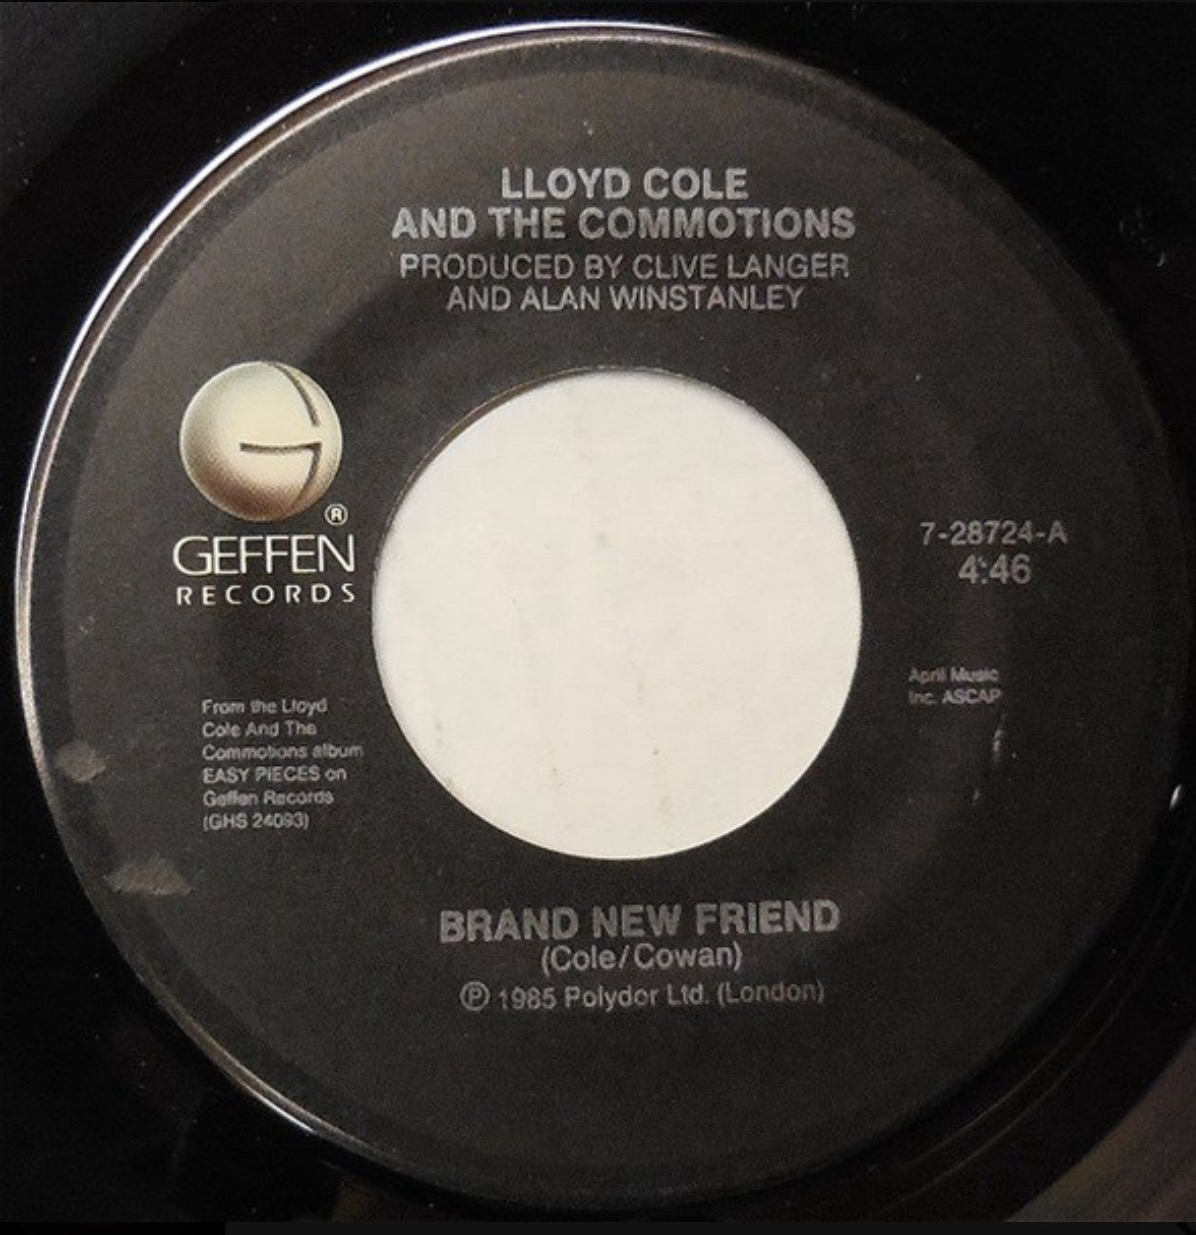 LLOYD COLE
AND THE COMMOTIONS
PRODUCED BY CLIVE LANGER
AND ALAN WINSTANLEY
®
GEFFEN
RECORDS
7-28724-A
4:46
April Music
Inc. ASCAP
From the Lloyd
Cole And The
Commotions album
EASY PIECES on
Geffen Records
(GHS 24093)
BRAND NEW FRIEND
(Cole/Cowan)
℗ 1985 Polydor Ltd. (London)